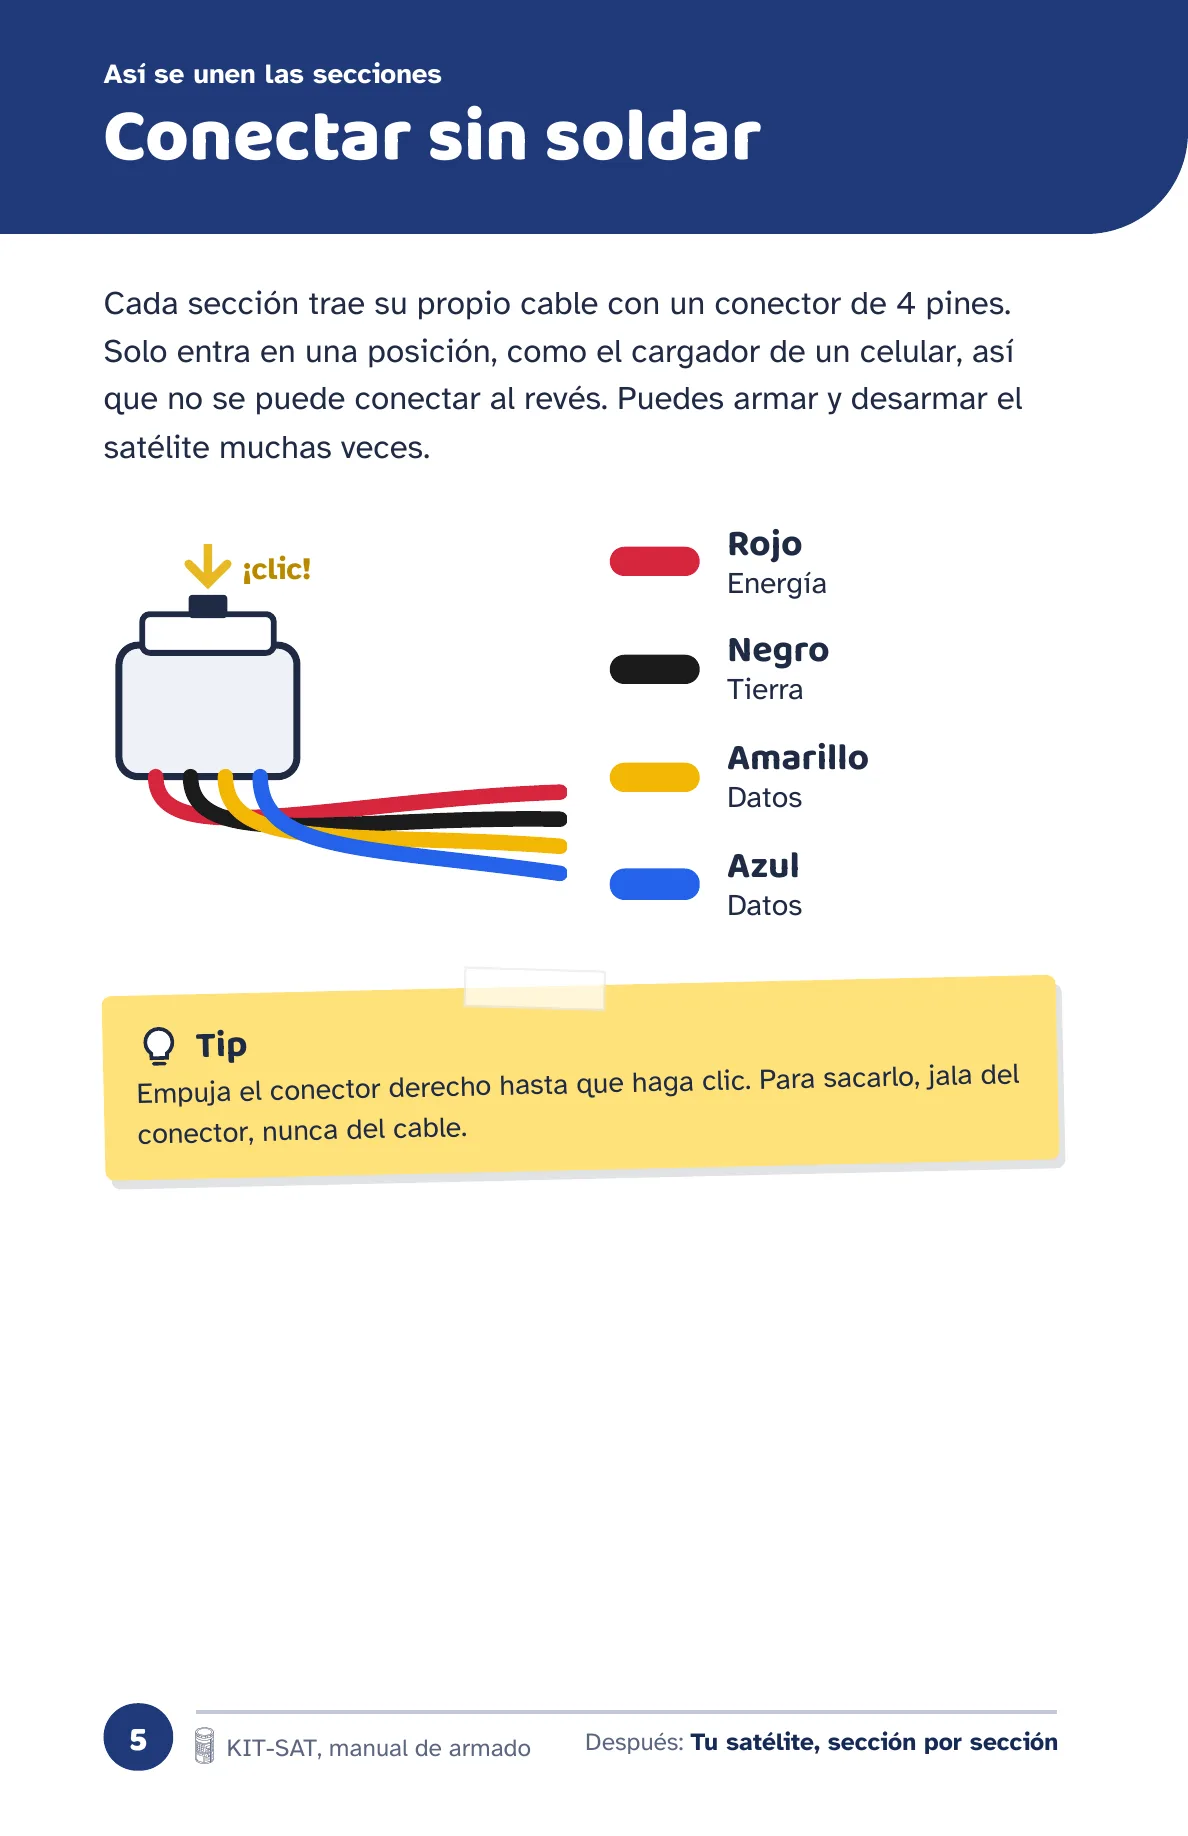 Así se unen las secciones
Conectar sin soldar
Cada sección trae su propio cable con un conector de 4 pines.
Solo entra en una posición, como el cargador de un celular, así
que no se puede conectar al revés. Puedes armar y desarmar el
satélite muchas veces.
¡clic!
Rojo
Energía
Negro
Tierra
Amarillo
Datos
Azul
Datos
Tip
Empuja el conector derecho hasta que haga clic. Para sacarlo, jala del
conector, nunca del cable.
5
KIT-SAT, manual de armado
Después: Tu satélite, sección por sección